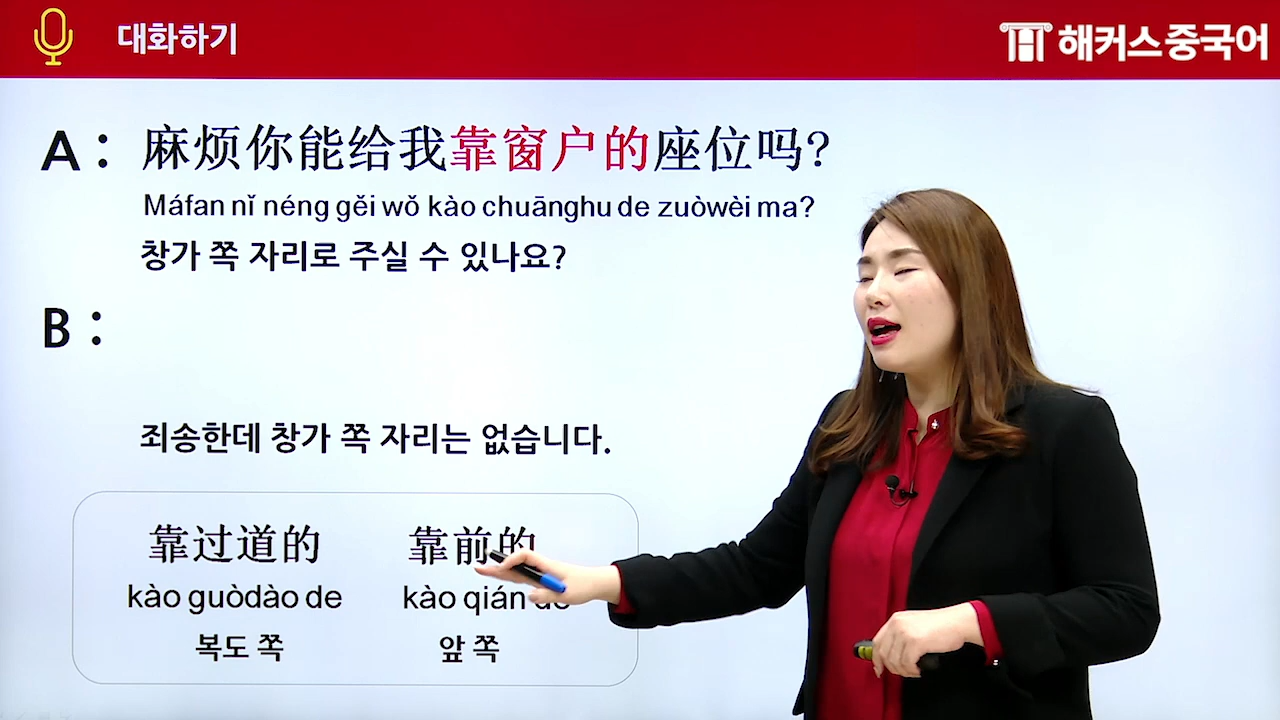 대화하기
해커스중국어
A : 麻烦你能给我靠窗户的座位吗?
Máfan nǐ néng gěi wǒ kào chuānghu de zuòwèi ma?
창가 쪽 자리로 주실 수 있나요?
B :
죄송한데 창가 쪽 자리는 없습니다.
靠过道的 靠前的
kào guòdào de kào qián de
복도 쪽 앞 쪽